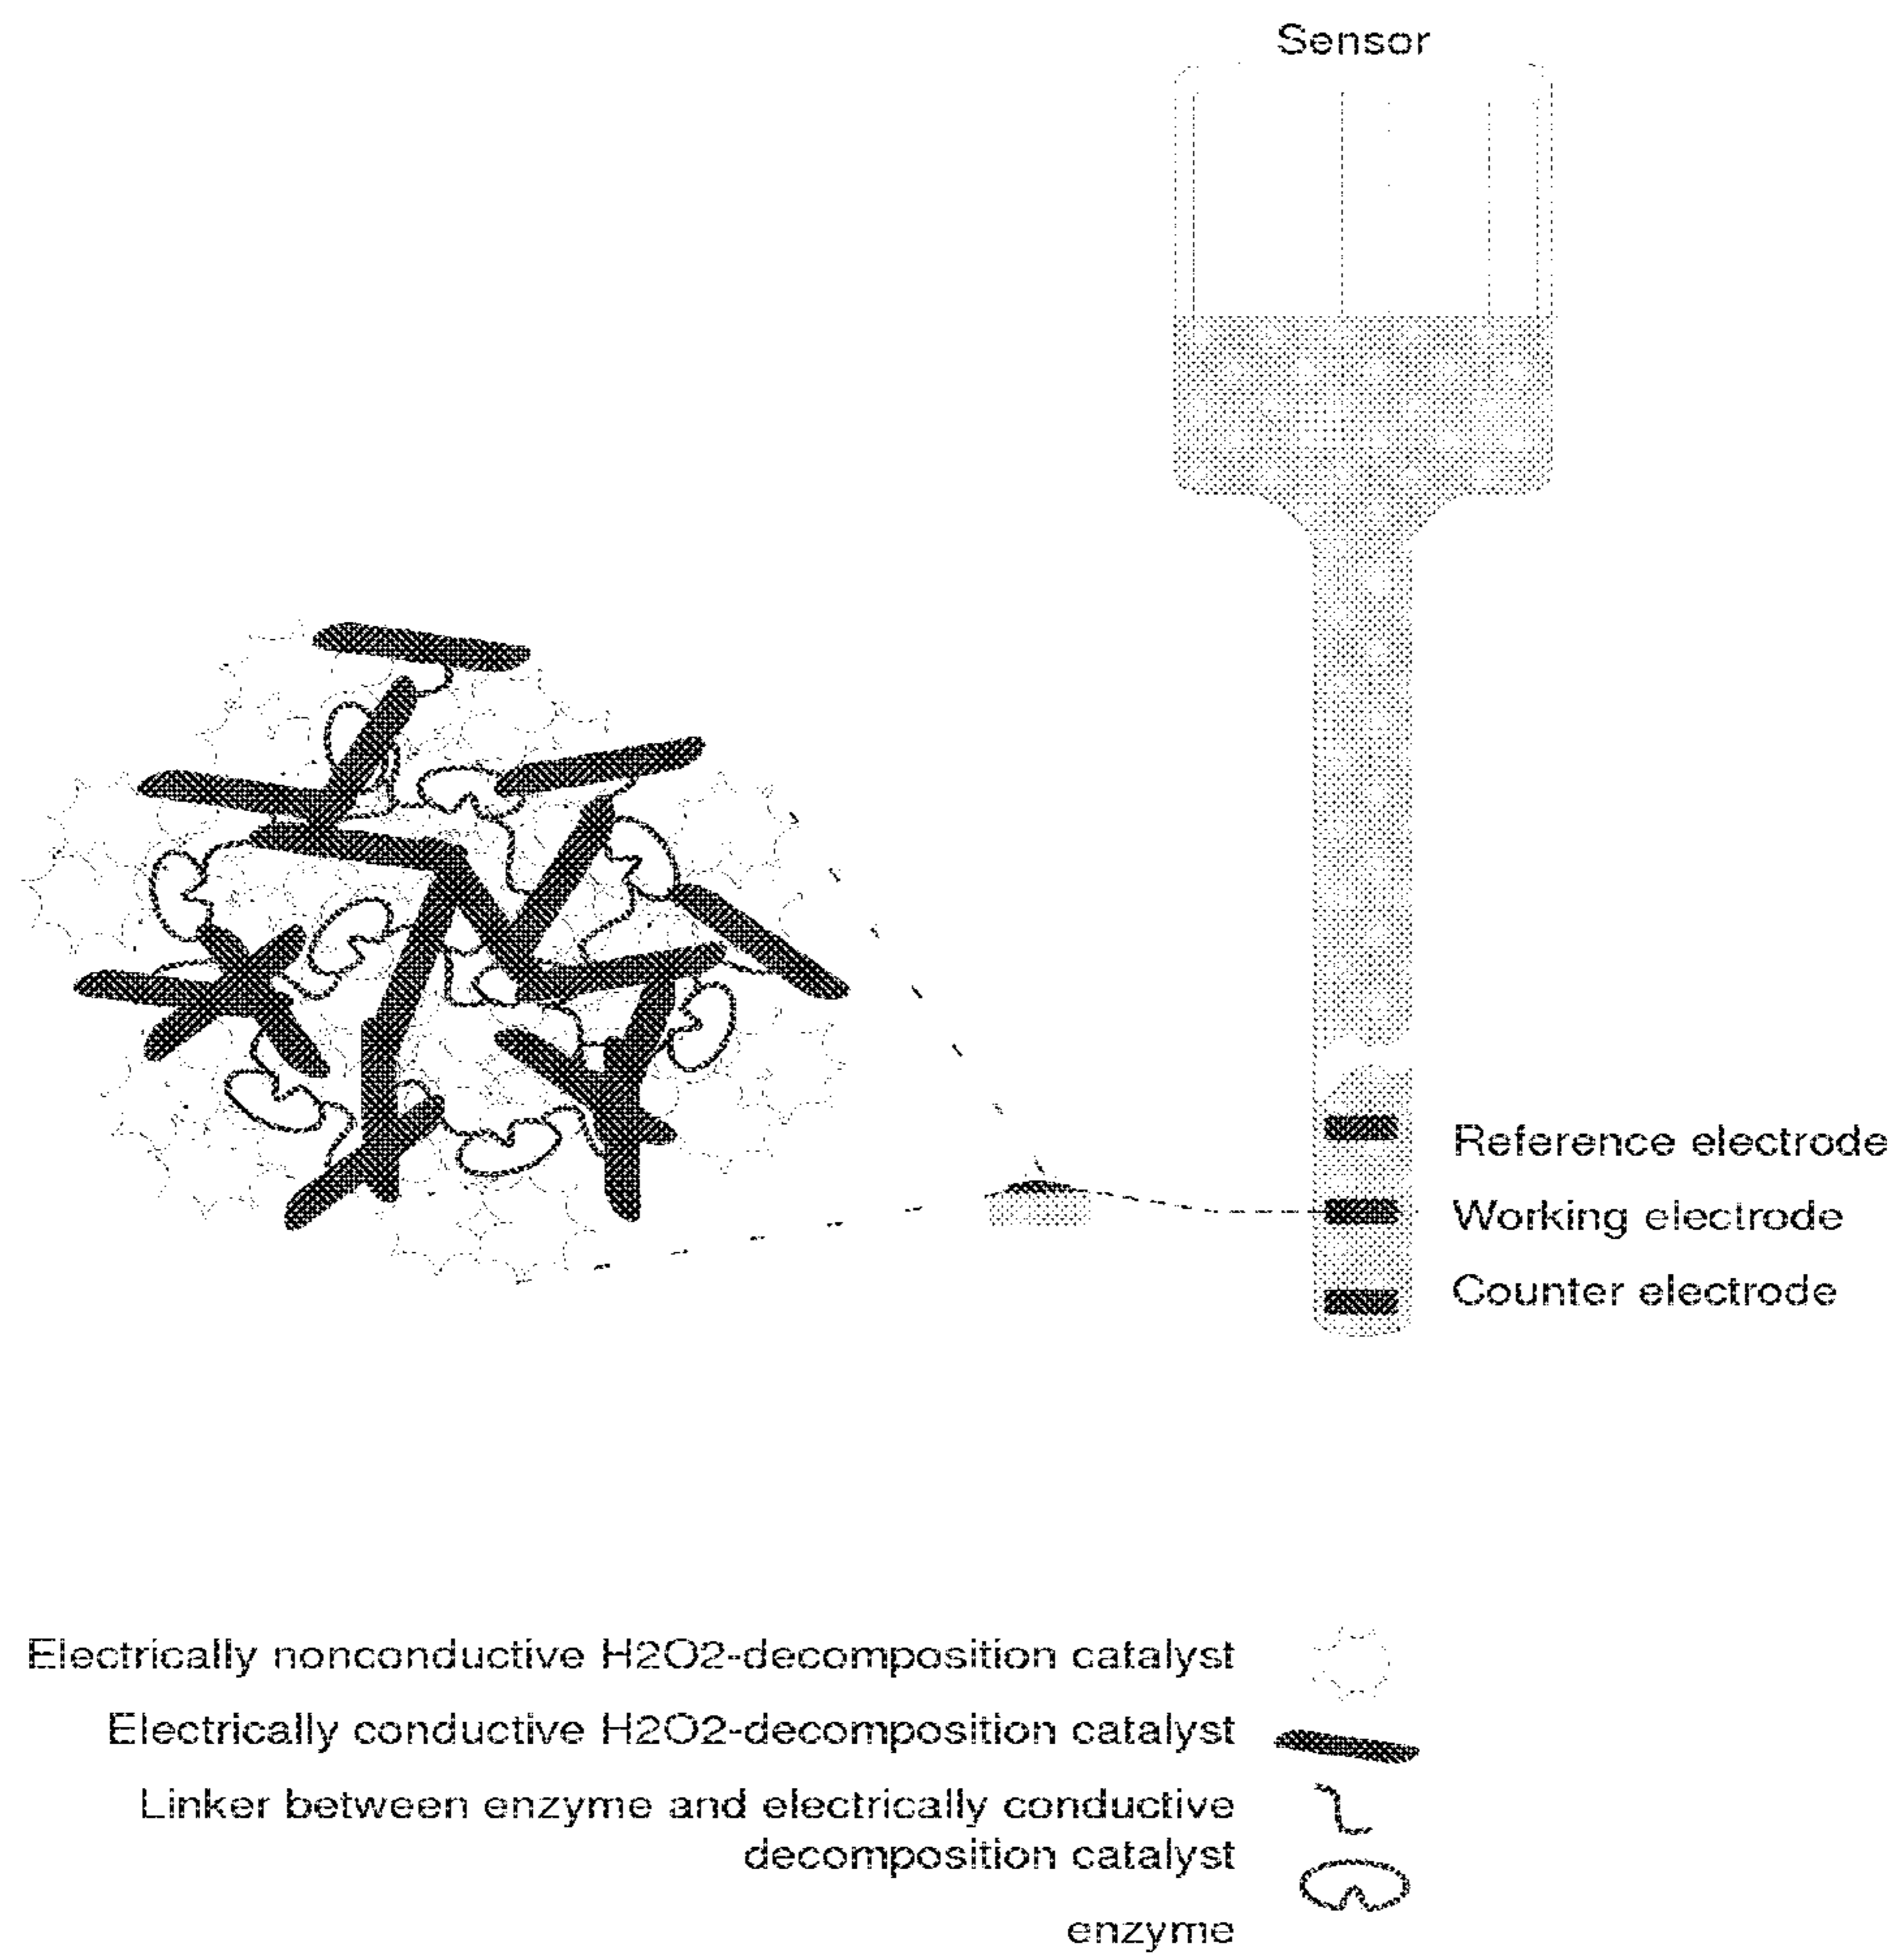 Sensor
Reference electrode
Working electrode
Counter electrode
Electrically nonconductive H2O2-decomposition catalyst
Electrically conductive H2O2-decomposition catalyst
Linker between enzyme and electrically conductive
decomposition catalyst
enzyme